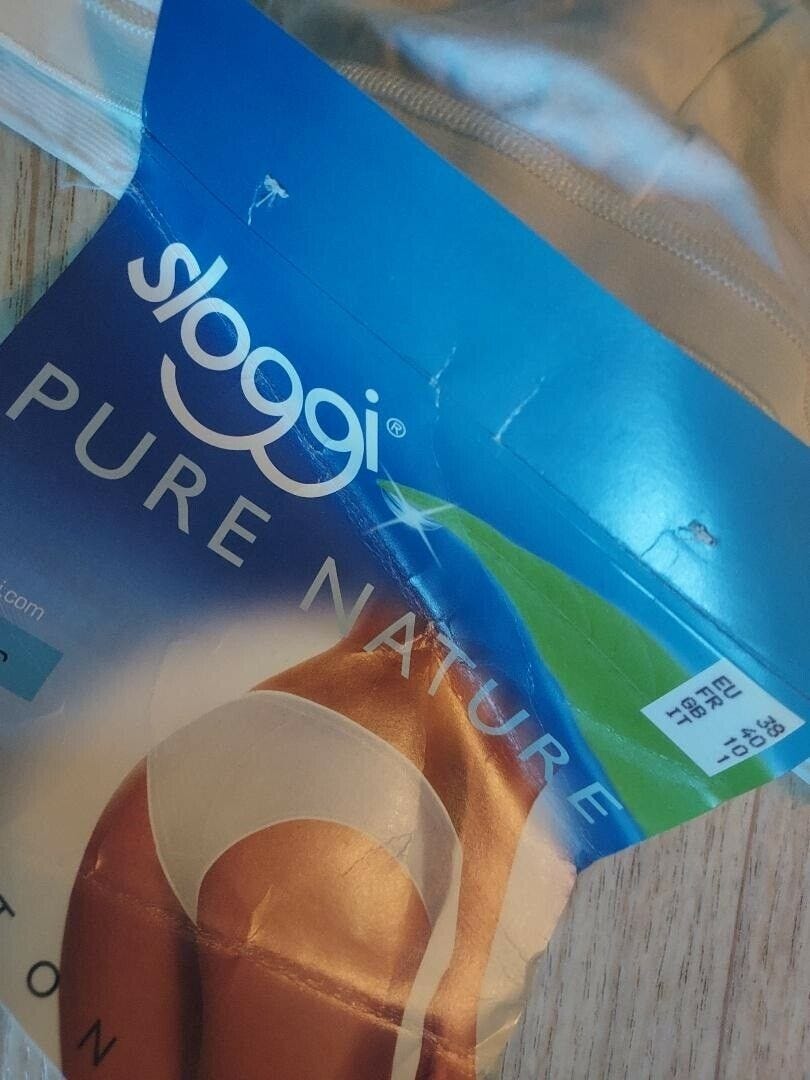 sloggi®
PURE NATURE
i.com
EU 38
FR 40
GB 10
IT 1
TON